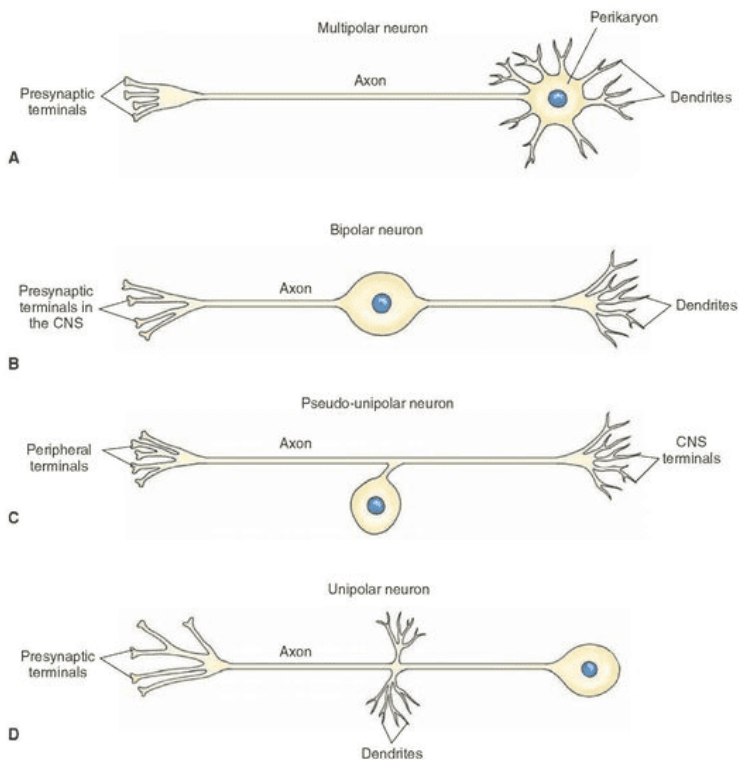 Multipolar neuron
Perikaryon
Axon
Presynaptic
terminals
Dendrites
A
Bipolar neuron
Axon
Presynaptic
terminals in
the CNS
Dendrites
B
Pseudo-unipolar neuron
Axon
Peripheral
terminals
CNS
terminals
C
Unipolar neuron
Axon
Presynaptic
terminals
D
Dendrites